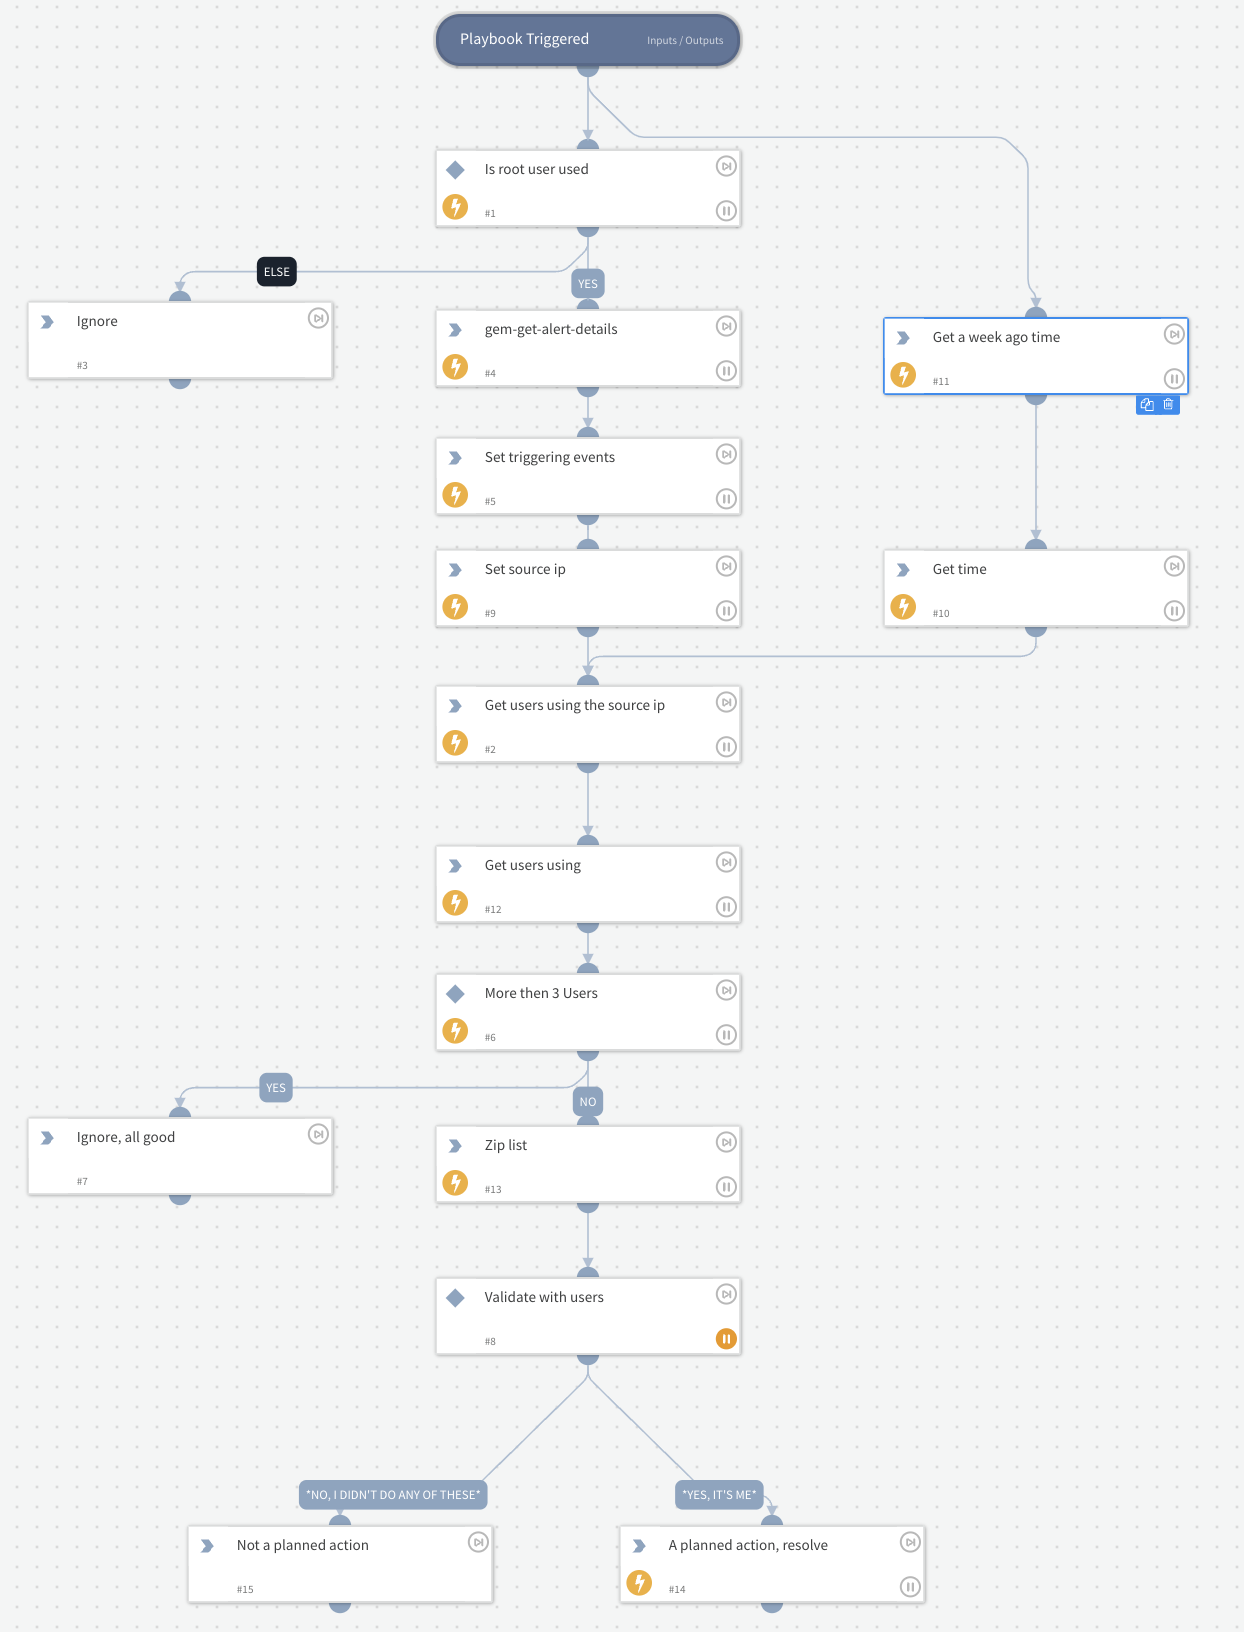 Playbook Triggered
Inputs / Outputs
Is root user used
#1
ELSE
YES
Ignore
#3
gem-get-alert-details
#4
Get a week ago time
#11
Set triggering events
#5
Set source ip
#9
Get time
#10
Get users using the source ip
#2
Get users using
#12
More then 3 Users
#6
YES
NO
Ignore, all good
#7
Zip list
#13
Validate with users
#8
*NO, I DIDN'T DO ANY OF THESE*
*YES, IT'S ME*
Not a planned action
#15
A planned action, resolve
#14